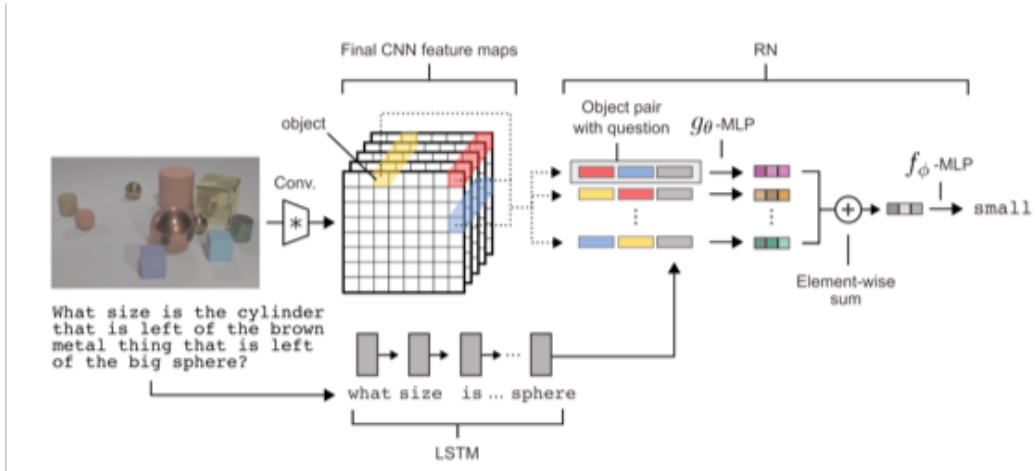 Final CNN feature maps
RN
object
Object pair
with question
gθ-MLP
fϕ-MLP
Conv.
*
+
small
Element-wise
sum
What size is the cylinder
that is left of the brown
metal thing that is left
of the big sphere?
...
what size is ... sphere
LSTM